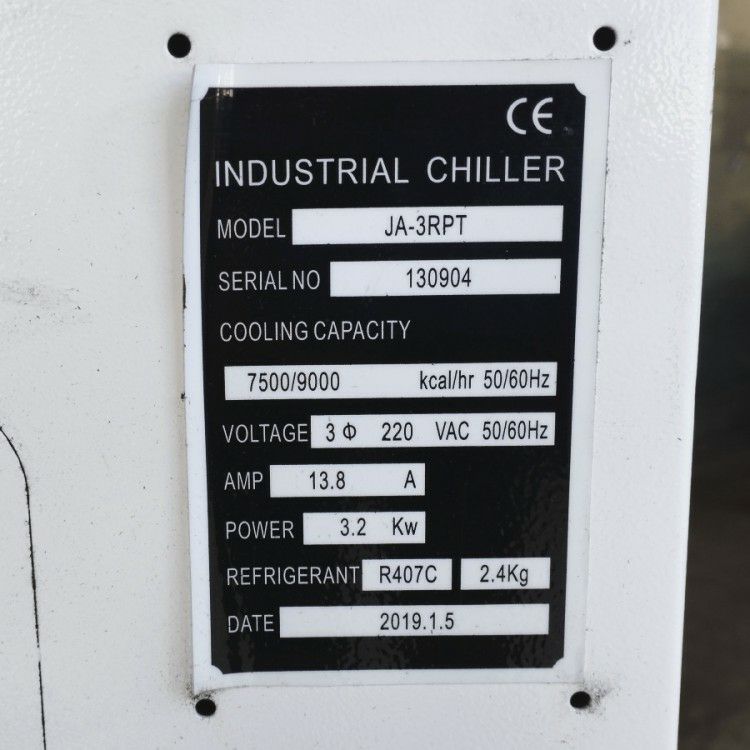 CE
INDUSTRIAL CHILLER
MODEL JA-3RPT
SERIAL NO 130904
COOLING CAPACITY
7500/9000 kcal/hr 50/60Hz
VOLTAGE 3 Φ 220 VAC 50/60Hz
AMP 13.8 A
POWER 3.2 Kw
REFRIGERANT R407C 2.4Kg
DATE 2019.1.5